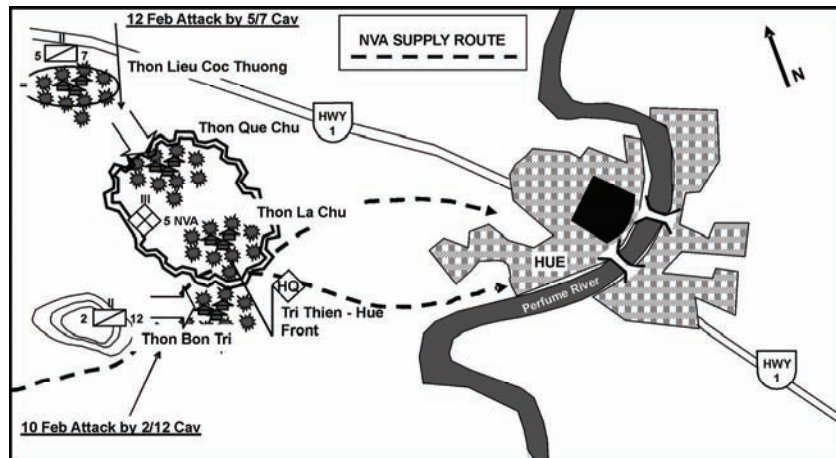 12 Feb Attack by 5/7 Cav
NVA SUPPLY ROUTE
II
5 7
Thon Lieu Coc Thuong
N
HWY
1
Thon Que Chu
III
5 NVA
Thon La Chu
HQ
HUE
Tri Thien - Hue
Front
Perfume River
II
2 12
Thon Bon Tri
HWY
1
10 Feb Attack by 2/12 Cav